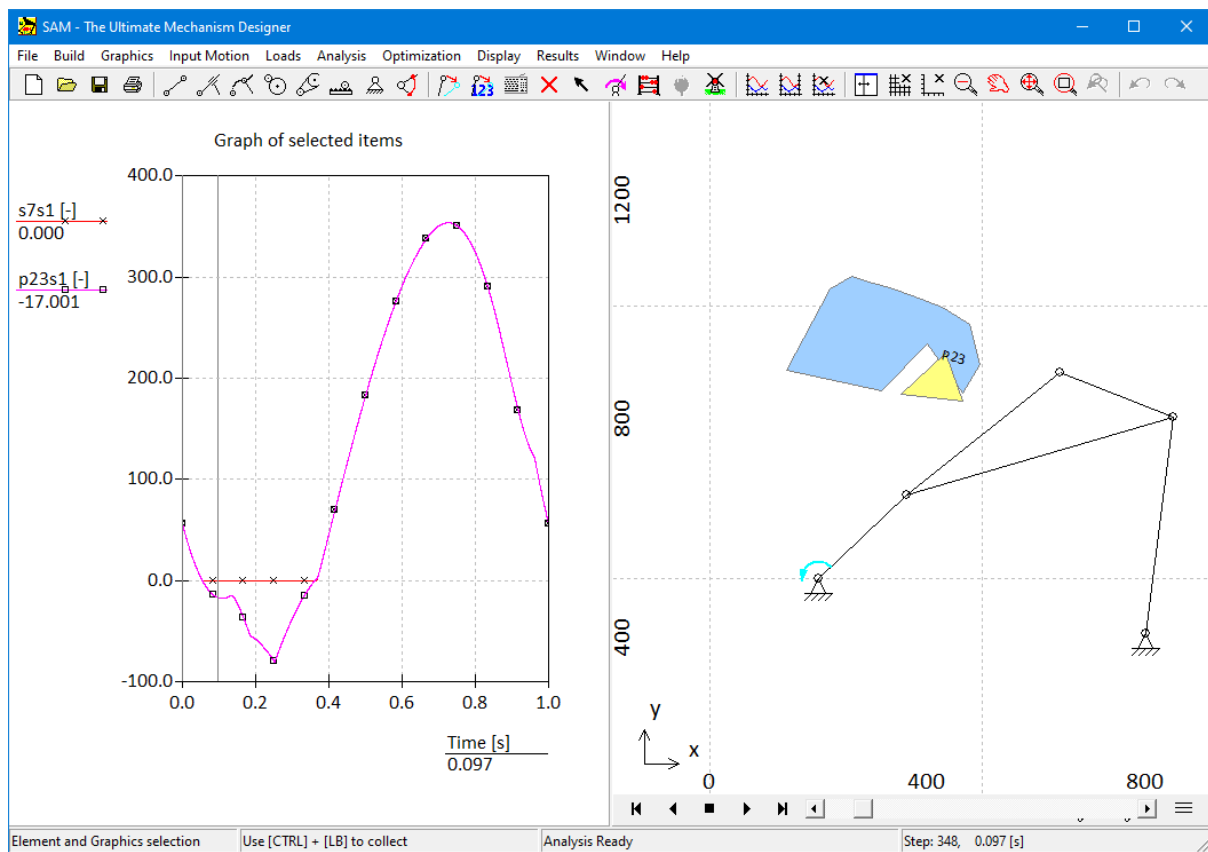 SAM - The Ultimate Mechanism Designer
File Build Graphics Input Motion Loads Analysis Optimization Display Results Window Help
123
Graph of selected items
s7s1 [-]
0.000
p23s1 [-]
-17.001
400.0
300.0
200.0
100.0
0.0
-100.0
0.0 0.2 0.4 0.6 0.8 1.0
Time [s]
0.097
1200
800
400
P23
y
x
0 400 800
Element and Graphics selection
Use [CTRL] + [LB] to collect
Analysis Ready
Step: 348, 0.097 [s]